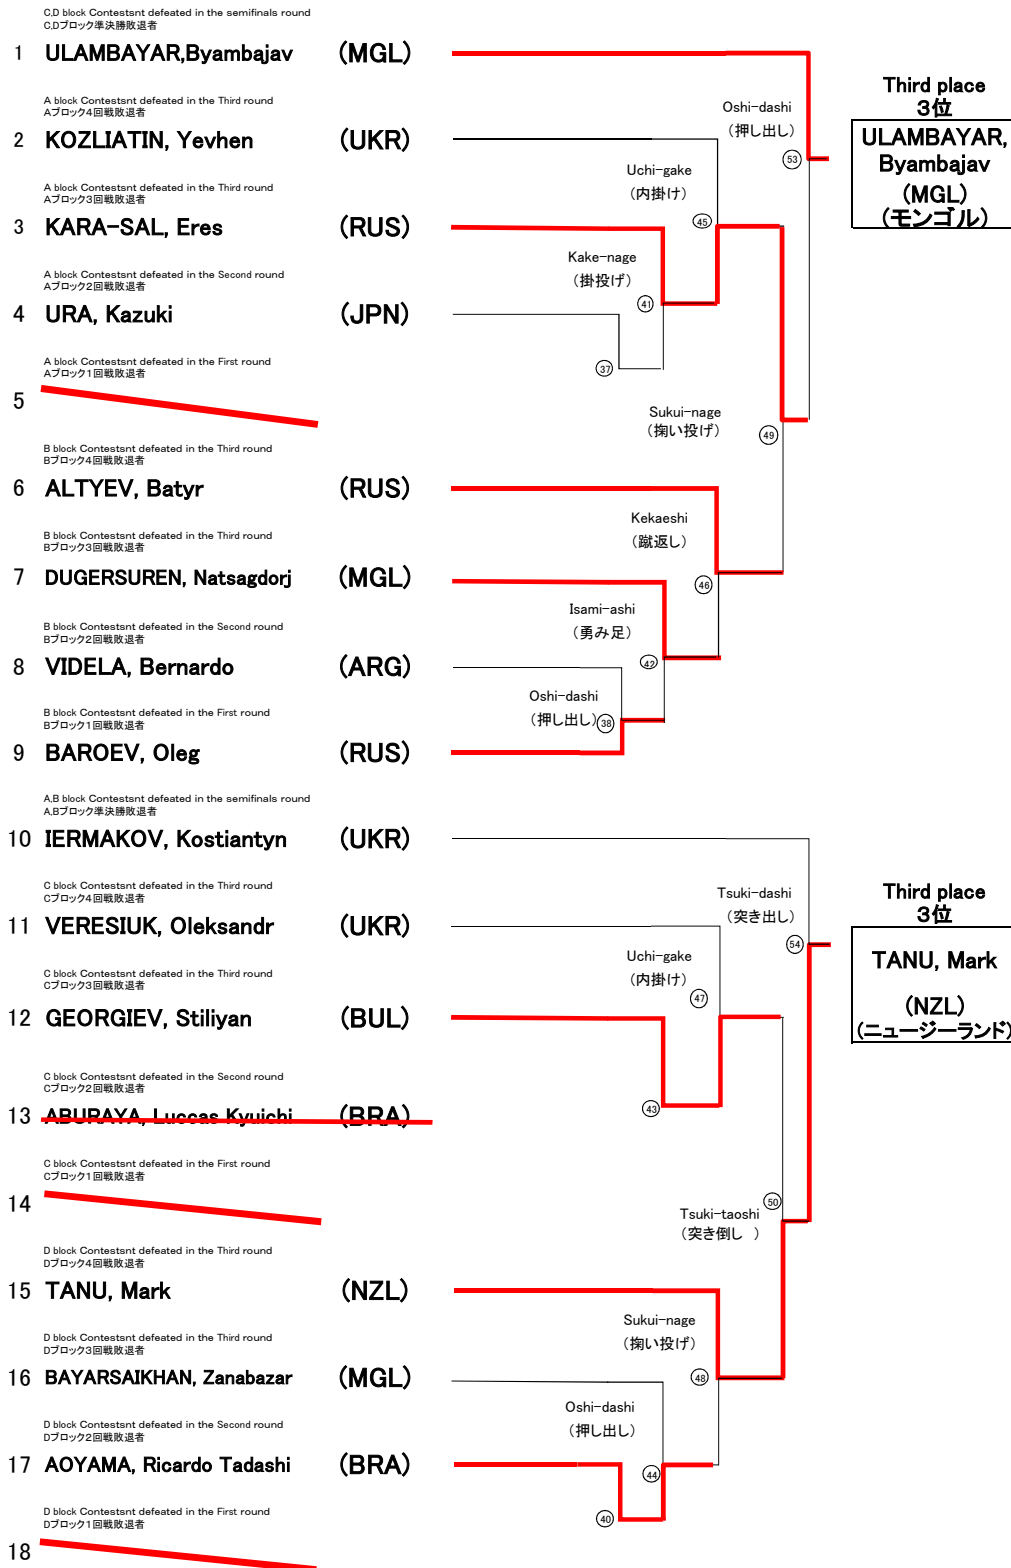 C,D block Contestsnt defeated in the semifinals round
C,Dブロック準決勝敗退者
1 ULAMBAYAR,Byambajav (MGL)
Third place
3位
ULAMBAYAR,
Byambajav
(MGL)
(モンゴル)
A block Contestsnt defeated in the Third round
Aブロック4回戦敗退者
Oshi-dashi
(押し出し)
2 KOZLIATIN, Yevhen (UKR)
53
Uchi-gake
(内掛け)
A block Contestsnt defeated in the Third round
Aブロック3回戦敗退者
3 KARA-SAL, Eres (RUS)
45
Kake-nage
(掛投げ)
A block Contestsnt defeated in the Second round
Aブロック2回戦敗退者
41
4 URA, Kazuki (JPN)
A block Contestsnt defeated in the First round
Aブロック1回戦敗退者
37
5
Sukui-nage
(掬い投げ)
49
B block Contestsnt defeated in the Third round
Bブロック4回戦敗退者
6 ALTYEV, Batyr (RUS)
Kekaeshi
(蹴返し)
B block Contestsnt defeated in the Third round
Bブロック3回戦敗退者
7 DUGERSUREN, Natsagdorj (MGL)
46
Isami-ashi
(勇み足)
B block Contestsnt defeated in the Second round
Bブロック2回戦敗退者
42
8 VIDELA, Bernardo (ARG)
Oshi-dashi
(押し出し)
38
B block Contestsnt defeated in the First round
Bブロック1回戦敗退者
9 BAROEV, Oleg (RUS)
A,B block Contestsnt defeated in the semifinals round
A,Bブロック準決勝敗退者
10 IERMAKOV, Kostiantyn (UKR)
Third place
3位
TANU, Mark
(NZL)
(ニュージーランド)
C block Contestsnt defeated in the Third round
Cブロック4回戦敗退者
Tsuki-dashi
(突き出し)
11 VERESIUK, Oleksandr (UKR)
54
Uchi-gake
(内掛け)
C block Contestsnt defeated in the Third round
Cブロック3回戦敗退者
47
12 GEORGIEV, Stiliyan (BUL)
C block Contestsnt defeated in the Second round
Cブロック2回戦敗退者
43
13 ABURAYA, Luccas Kyuichi (BRA)
C block Contestsnt defeated in the First round
Cブロック1回戦敗退者
14
50
Tsuki-taoshi
(突き倒し )
D block Contestsnt defeated in the Third round
Dブロック4回戦敗退者
15 TANU, Mark (NZL)
Sukui-nage
(掬い投げ)
D block Contestsnt defeated in the Third round
Dブロック3回戦敗退者
16 BAYARSAIKHAN, Zanabazar (MGL)
48
Oshi-dashi
(押し出し)
D block Contestsnt defeated in the Second round
Dブロック2回戦敗退者
17 AOYAMA, Ricardo Tadashi (BRA)
44
D block Contestsnt defeated in the First round
Dブロック1回戦敗退者
40
18